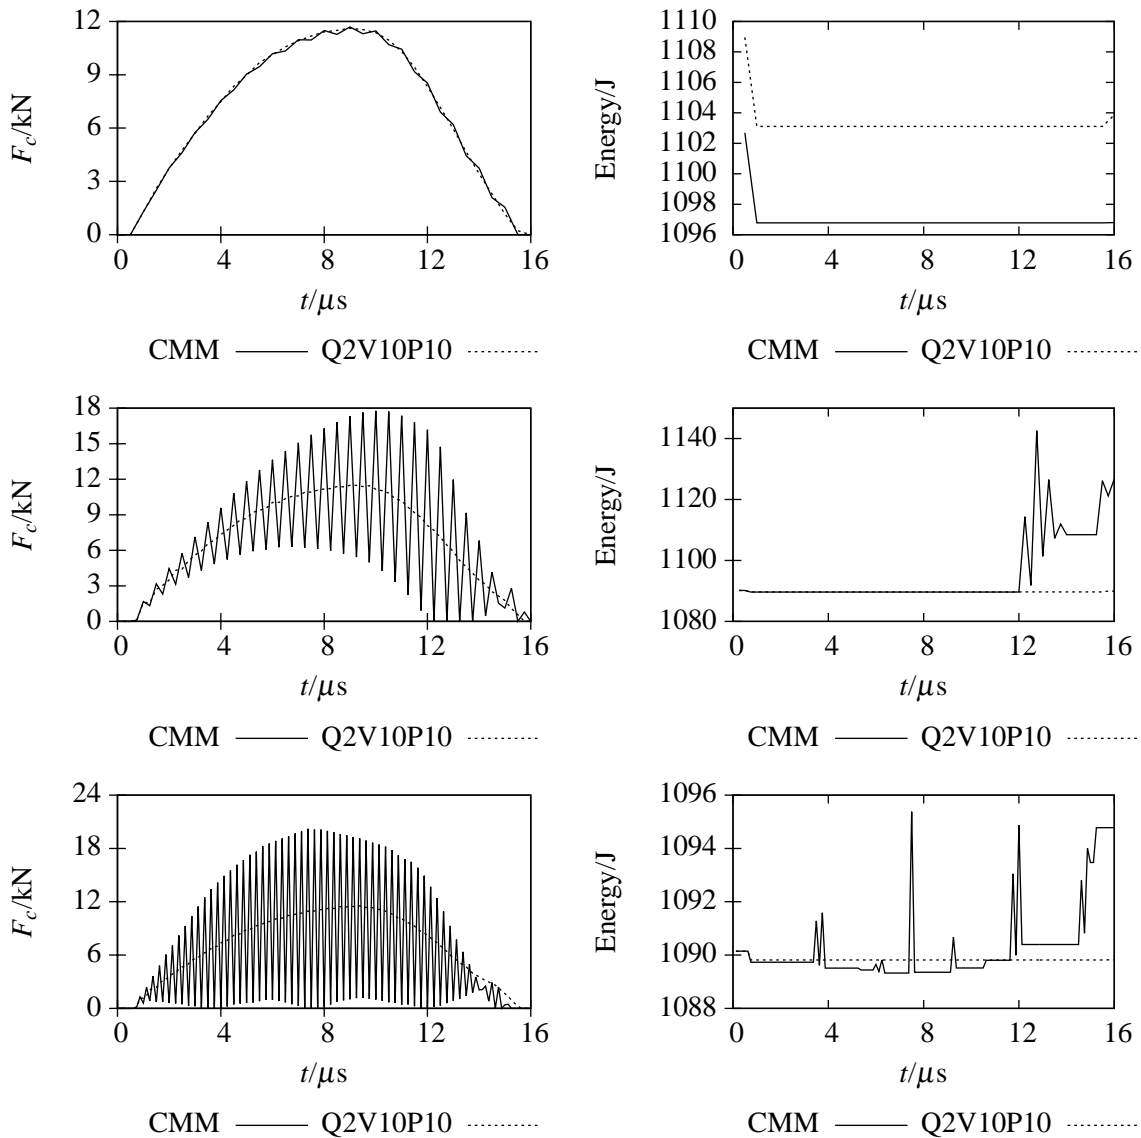 12
9
6
3
0
F_c/kN
0 4 8 12 16
t/μs
CMM Q2V10P10
1110
1108
1106
1104
1102
1100
1098
1096
Energy/J
0 4 8 12 16
t/μs
CMM Q2V10P10
18
15
12
9
6
3
0
F_c/kN
0 4 8 12 16
t/μs
CMM Q2V10P10
1140
1120
1100
1080
Energy/J
0 4 8 12 16
t/μs
CMM Q2V10P10
24
18
12
6
0
F_c/kN
0 4 8 12 16
t/μs
CMM Q2V10P10
1096
1094
1092
1090
1088
Energy/J
0 4 8 12 16
t/μs
CMM Q2V10P10